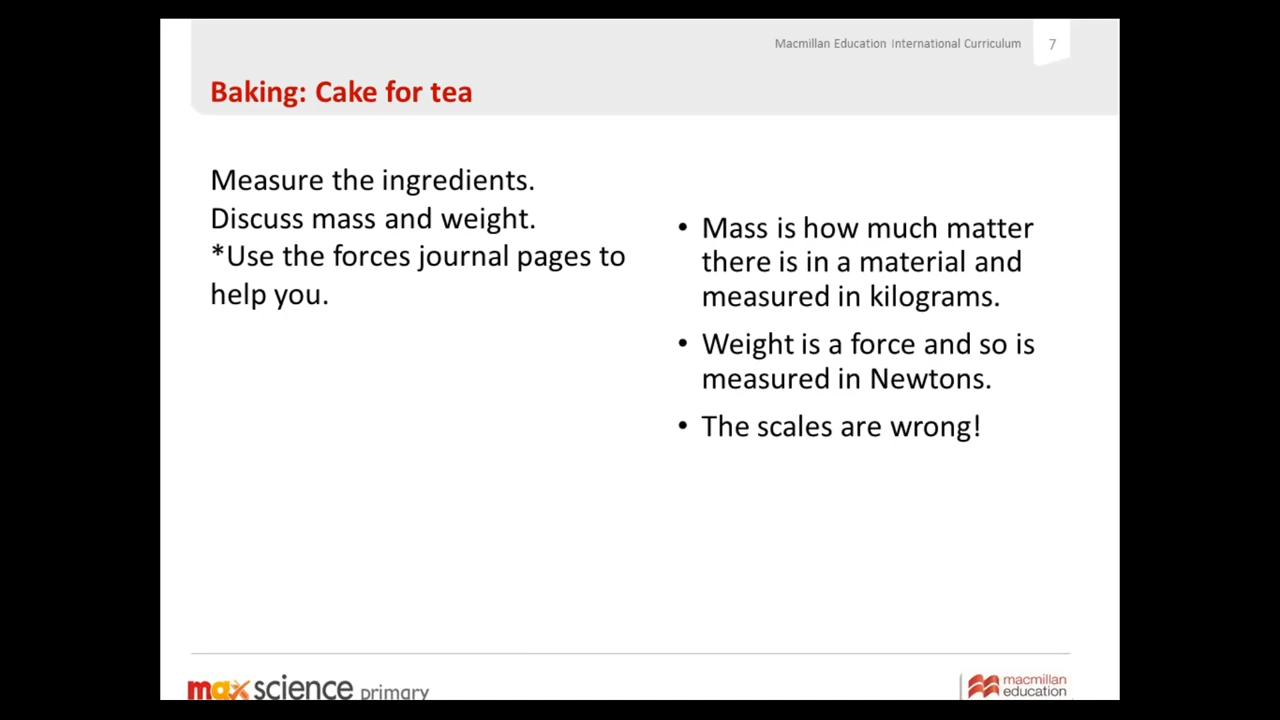 Macmillan Education International Curriculum
7
Baking: Cake for tea
Measure the ingredients.
Discuss mass and weight.
*Use the forces journal pages to
help you.
• Mass is how much matter
there is in a material and
measured in kilograms.
• Weight is a force and so is
measured in Newtons.
• The scales are wrong!
max science primary
macmillan
education